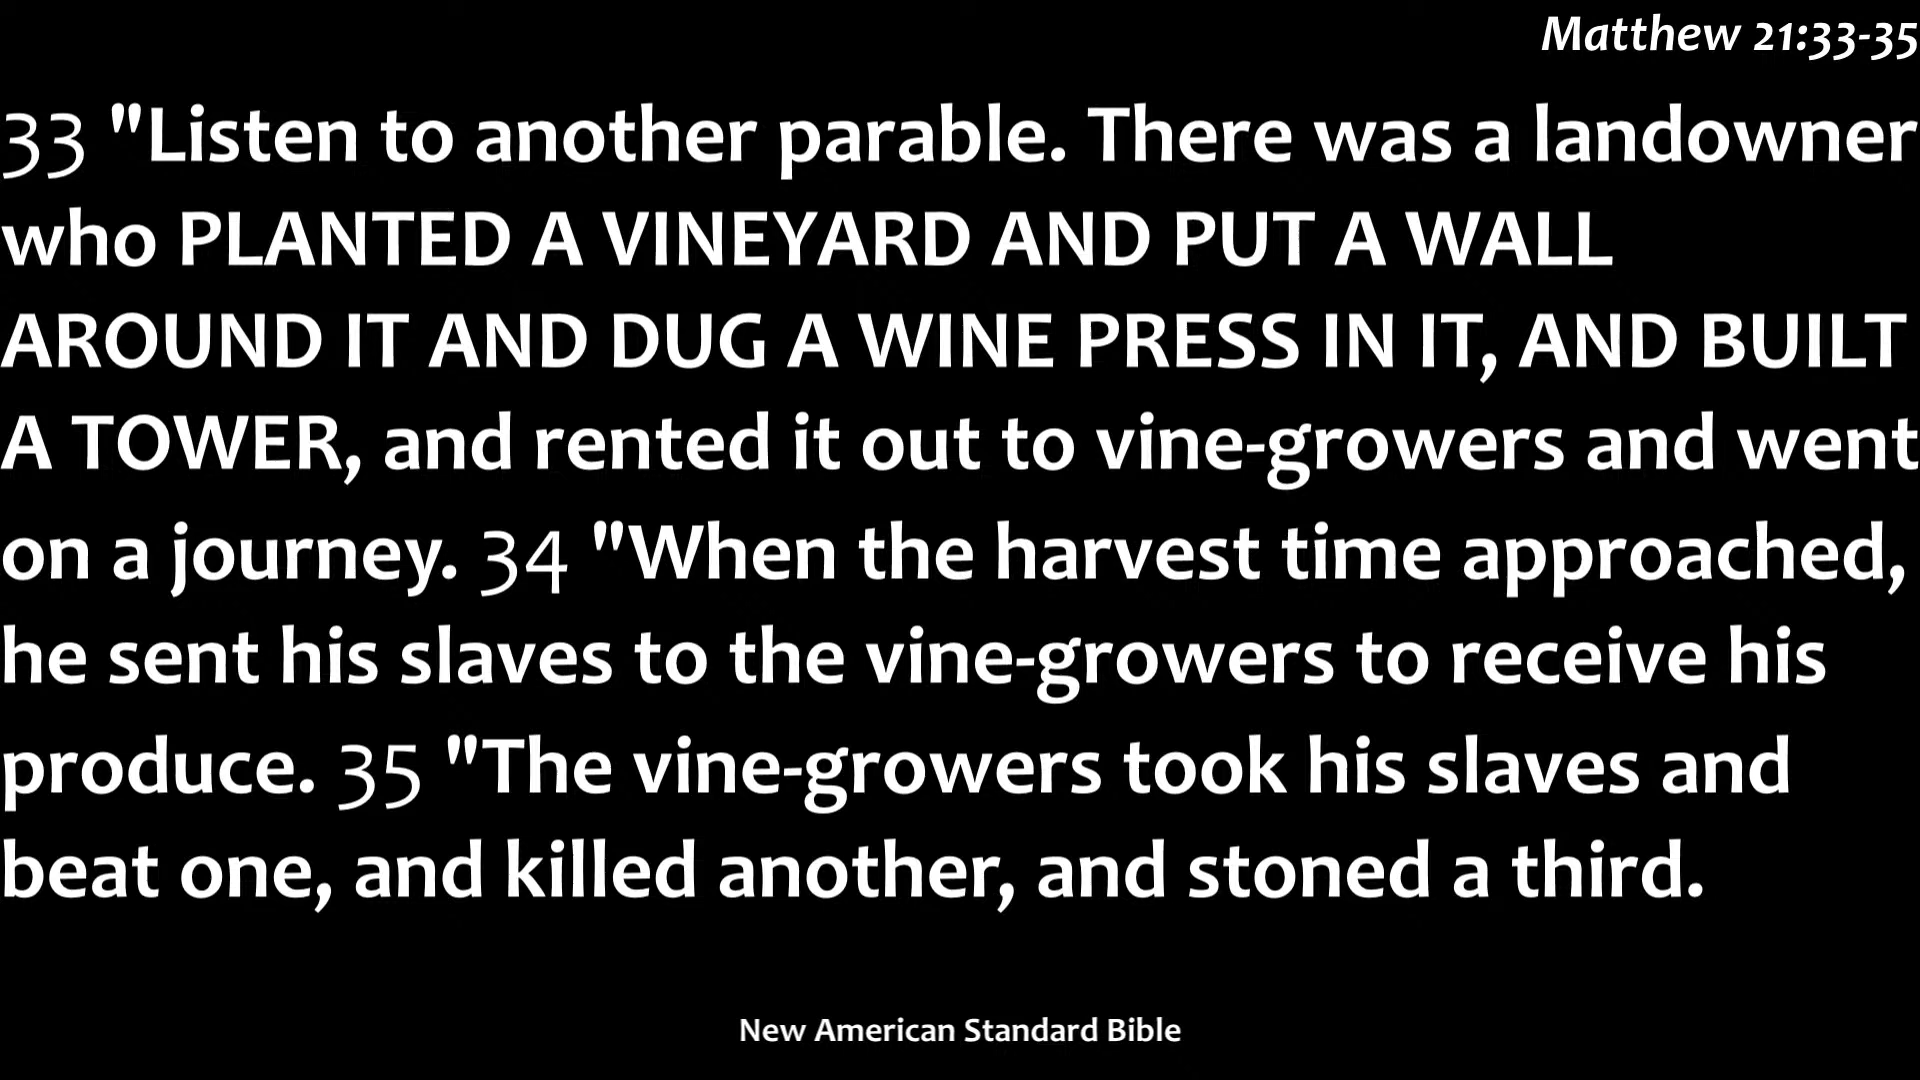 Matthew 21:33-35
33 "Listen to another parable. There was a landowner
who PLANTED A VINEYARD AND PUT A WALL
AROUND IT AND DUG A WINE PRESS IN IT, AND BUILT
A TOWER, and rented it out to vine-growers and went
on a journey. 34 "When the harvest time approached,
he sent his slaves to the vine-growers to receive his
produce. 35 "The vine-growers took his slaves and
beat one, and killed another, and stoned a third.
New American Standard Bible